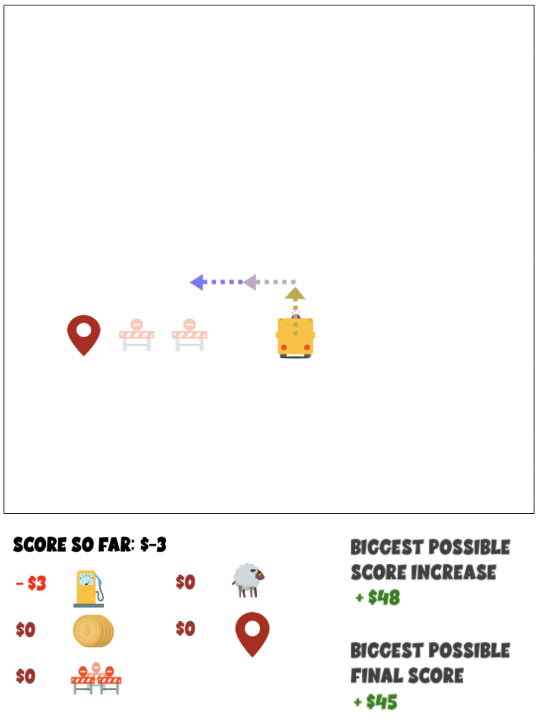 SCORE SO FAR: $-3
- $3
$0
$0
$0
$0
BIGGEST POSSIBLE
SCORE INCREASE
+ $48
BIGGEST POSSIBLE
FINAL SCORE
+ $45